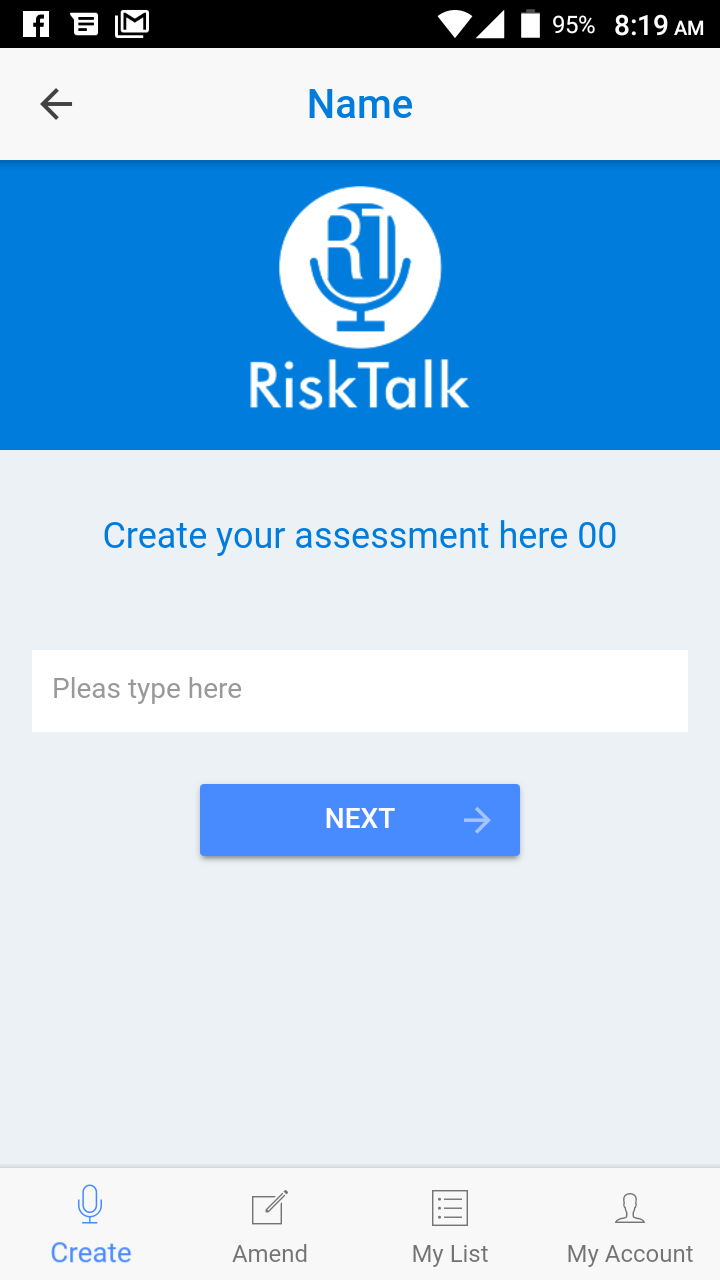 95% 8:19 AM
Name
RT
RiskTalk
Create your assessment here 00
Pleas type here
NEXT
Create Amend My List My Account